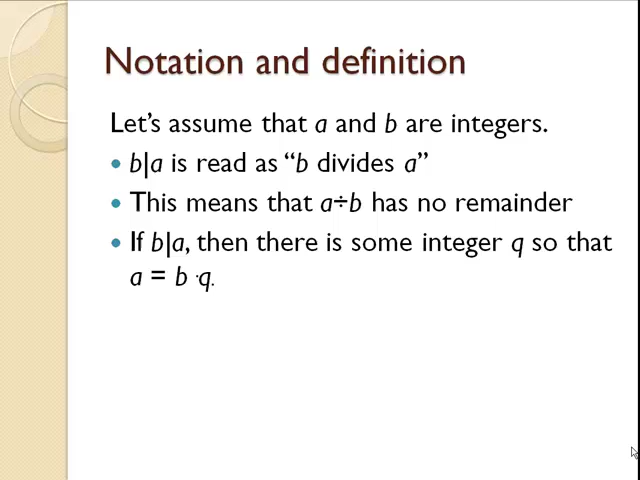 Notation and definition
Let’s assume that a and b are integers.
• b|a is read as “b divides a”
• This means that a÷b has no remainder
• If b|a, then there is some integer q so that
a = b ·q.